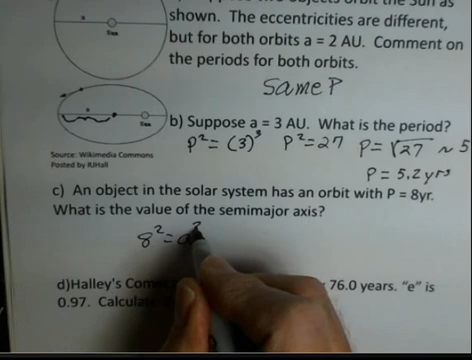 shown. The eccentricities are different,
but for both orbits a = 2 AU. Comment on
the periods for both orbits.
Same P
a
Sun
b) Suppose a = 3 AU. What is the period?
P² = (3)³ P² = 27 P = √27 ~ 5
P = 5.2 yrs
Source: Wikimedia Commons
Posted by RJHall
c) An object in the solar system has an orbit with P = 8yr.
What is the value of the semimajor axis?
8² = a
d)Halley's 76.0 years. "e" is
0.97.